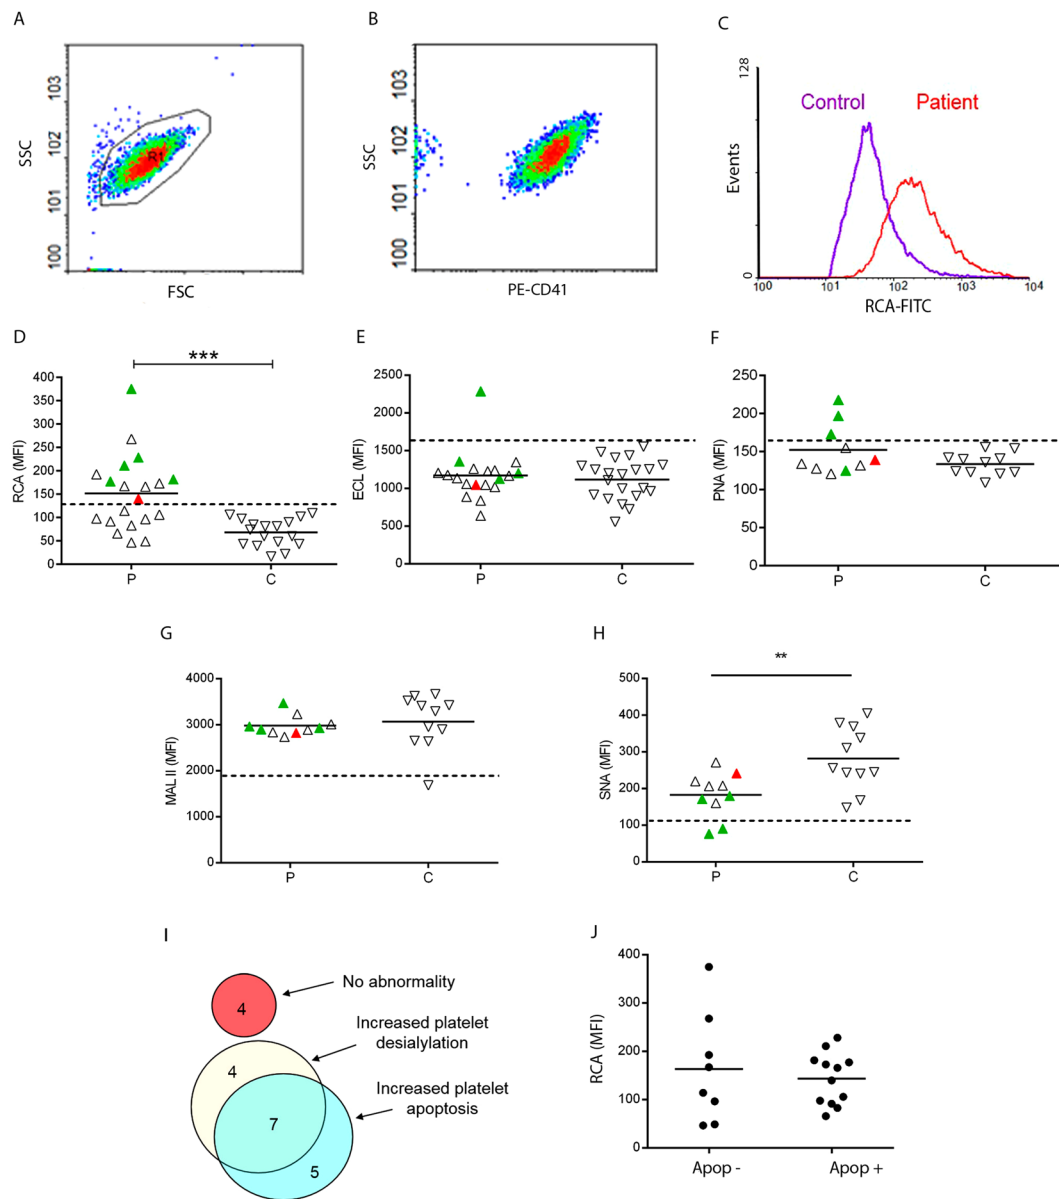 A
B
C
103
102
101
100
SSC
R1
FSC
103
102
101
100
SSC
PE-CD41
128
Events
0
Control
Patient
100
101
102
103
104
RCA-FITC
D
***
400
350
300
250
200
150
100
50
0
RCA (MFI)
P
C
E
2500
2000
1500
1000
500
0
ECL (MFI)
P
C
F
250
200
150
100
50
0
PNA (MFI)
P
C
G
4000
3000
2000
1000
0
MAL II (MFI)
P
C
H
**
500
400
300
200
100
0
SNA (MFI)
P
C
I
4
No abnormality
Increased platelet
desialylation
4
Increased platelet
apoptosis
7
5
J
400
300
200
100
0
RCA (MFI)
Apop -
Apop +